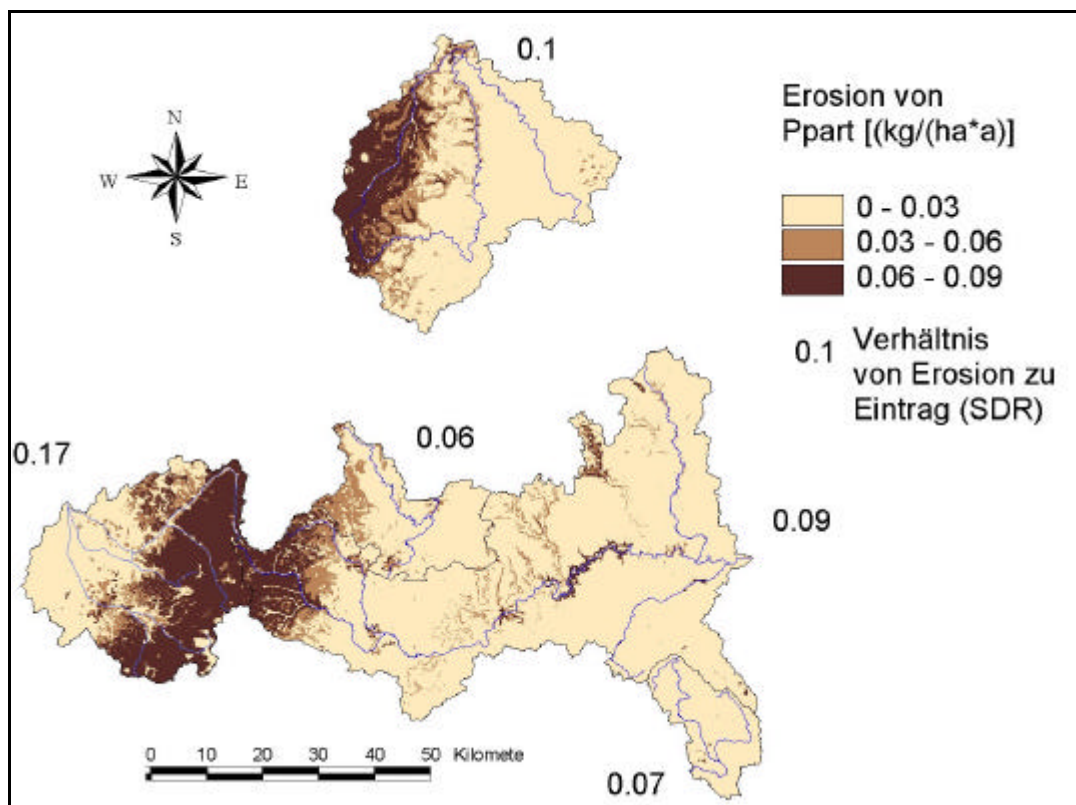 0.1
Erosion von
Ppart [(kg/(ha*a)]
N
W E
S
0 - 0.03
0.03 - 0.06
0.06 - 0.09
0.1 Verhältnis
von Erosion zu
Eintrag (SDR)
0.17
0.06
0.09
0 10 20 30 40 50 Kilomete
0.07